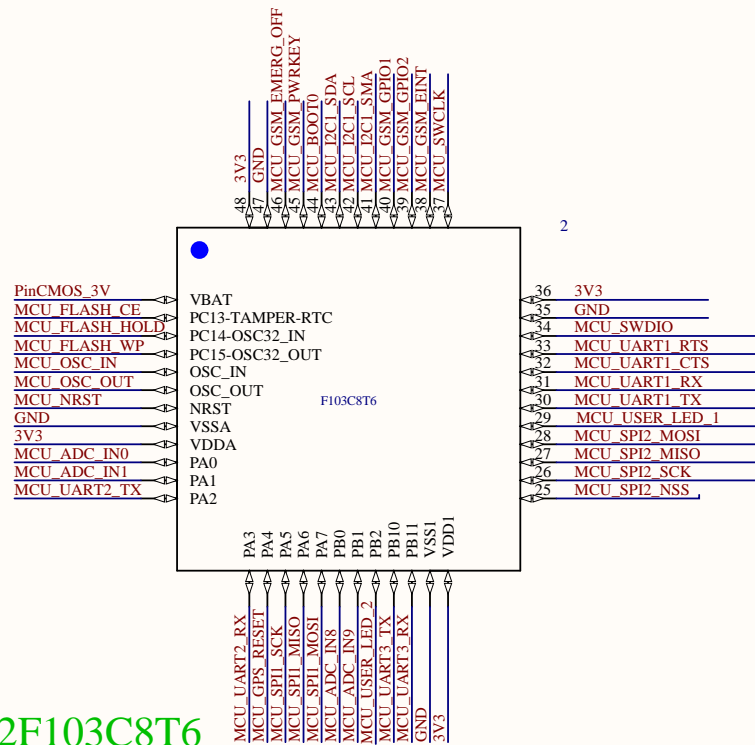 3V3
GND
MCU_GSM_EMERG_OFF
MCU_GSM_PWRKEY
MCU_BOOT0
MCU_I2C1_SDA
MCU_I2C1_SCL
MCU_I2C1_SMA
MCU_GSM_GPIO1
MCU_GSM_GPIO2
MCU_GSM_EINT
MCU_SWCLK
48
47
46
45
44
43
42
41
40
39
38
37
2
PinCMOS_3V
MCU_FLASH_CE
MCU_FLASH_HOLD
MCU_FLASH_WP
MCU_OSC_IN
MCU_OSC_OUT
MCU_NRST
GND
3V3
MCU_ADC_IN0
MCU_ADC_IN1
MCU_UART2_TX
VBAT
PC13-TAMPER-RTC
PC14-OSC32_IN
PC15-OSC32_OUT
OSC_IN
OSC_OUT
NRST
VSSA
VDDA
PA0
PA1
PA2
F103C8T6
36 3V3
35 GND
34 MCU_SWDIO
33 MCU_UART1_RTS
32 MCU_UART1_CTS
31 MCU_UART1_RX
30 MCU_UART1_TX
29 MCU_USER_LED_1
28 MCU_SPI2_MOSI
27 MCU_SPI2_MISO
26 MCU_SPI2_SCK
25 MCU_SPI2_NSS
PA3
PA4
PA5
PA6
PA7
PB0
PB1
PB2
PB10
PB11
VSS1
VDD1
MCU_UART2_RX
MCU_GPS_RESET
MCU_SPI1_SCK
MCU_SPI1_MISO
MCU_SPI1_MOSI
MCU_ADC_IN8
MCU_ADC_IN9
MCU_USER_LED_2
MCU_UART3_TX
MCU_UART3_RX
GND
3V3
2F103C8T6